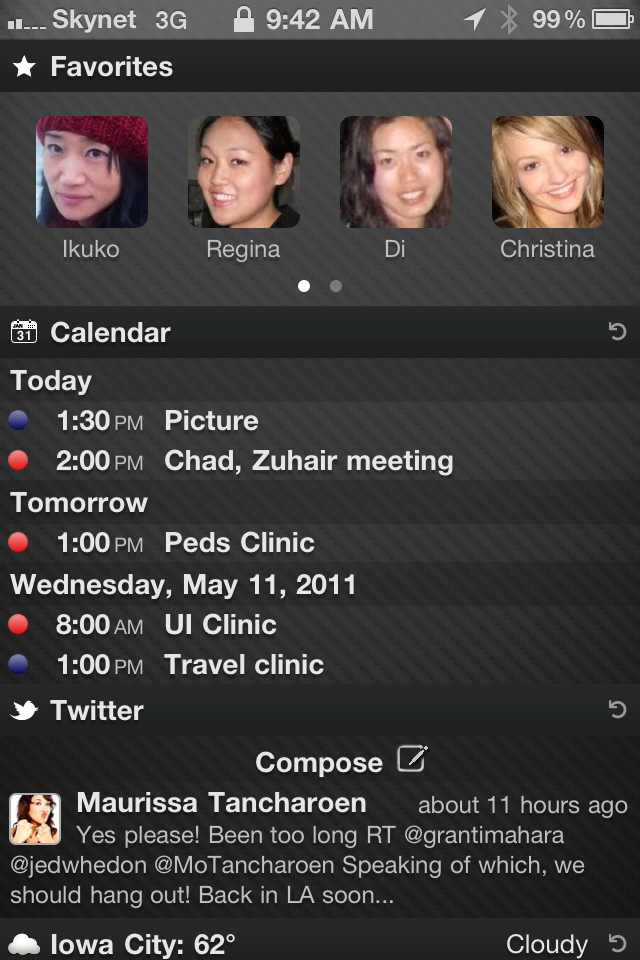 Skynet 3G 9:42 AM 99%
Favorites
Ikuko Regina Di Christina
JAN 31 Calendar
Today
1:30 PM Picture
2:00 PM Chad, Zuhair meeting
Tomorrow
1:00 PM Peds Clinic
Wednesday, May 11, 2011
8:00 AM UI Clinic
1:00 PM Travel clinic
Twitter
Compose
Maurissa Tancharoen about 11 hours ago
Yes please! Been too long RT @grantimahara
@jedwhedon @MoTancharoen Speaking of which, we
should hang out! Back in LA soon...
Iowa City: 62° Cloudy